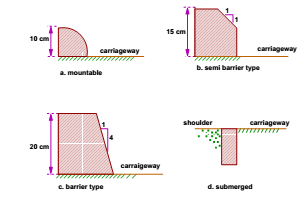 10 cm
carriageway
a. mountable
15 cm
1
1
carriageway
b. semi barrier type
20 cm
1
4
carraigeway
c. barrier type
shoulder
carriageway
d. submerged